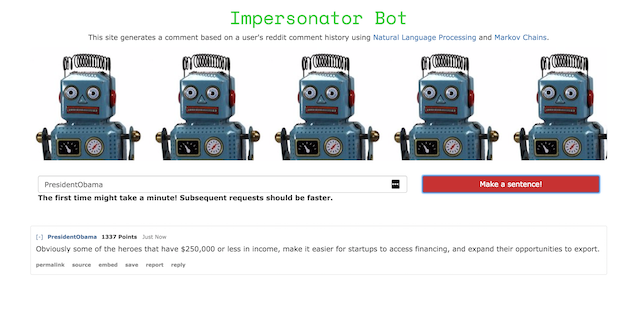 Impersonator Bot
This site generates a comment based on a user's reddit comment history using Natural Language Processing and Markov Chains.
PresidentObama
Make a sentence!
The first time might take a minute! Subsequent requests should be faster.
[-] PresidentObama 1337 Points Just Now
Obviously some of the heroes that have $250,000 or less in income, make it easier for startups to access financing, and expand their opportunities to export.
permalink source embed save report reply